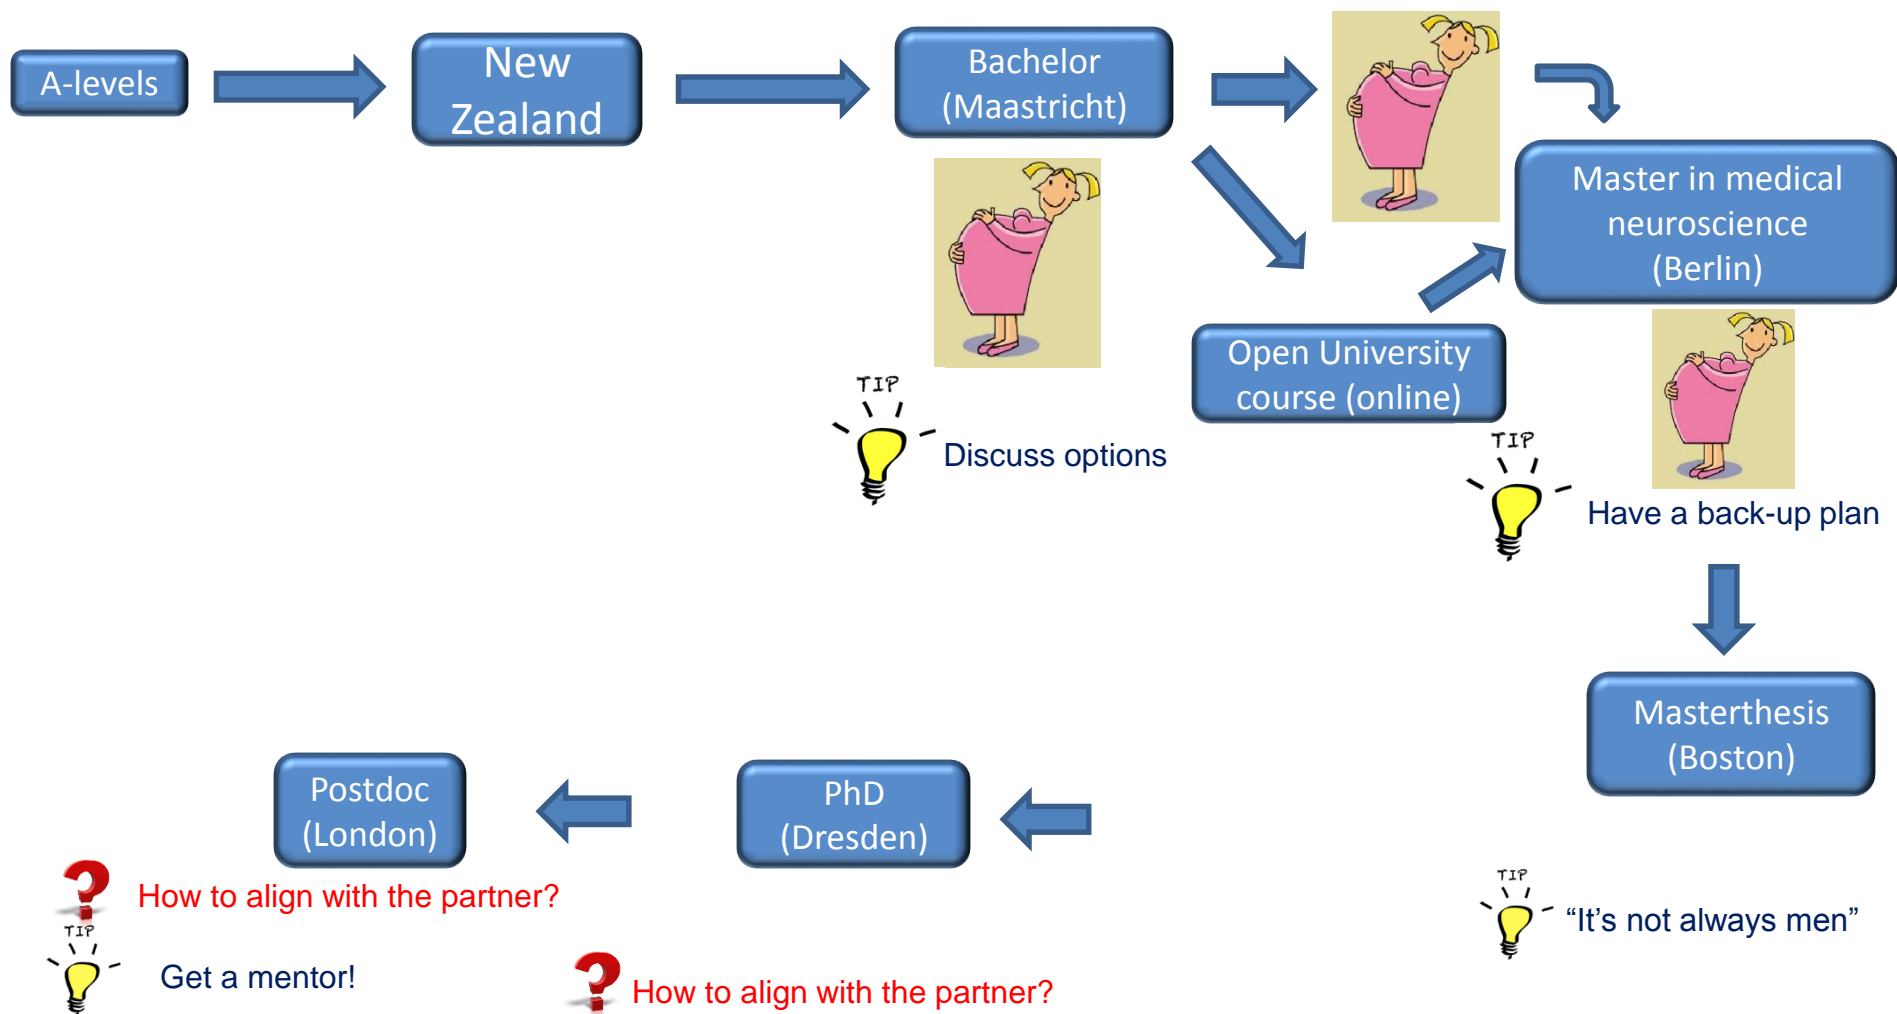 A-levels
New
Zealand
Bachelor
(Maastricht)
Master in medical
neuroscience
(Berlin)
Open University
course (online)
TIP
Discuss options
TIP
Have a back-up plan
Masterthesis
(Boston)
TIP
“It’s not always men”
PhD
(Dresden)
How to align with the partner?
Postdoc
(London)
How to align with the partner?
TIP
Get a mentor!